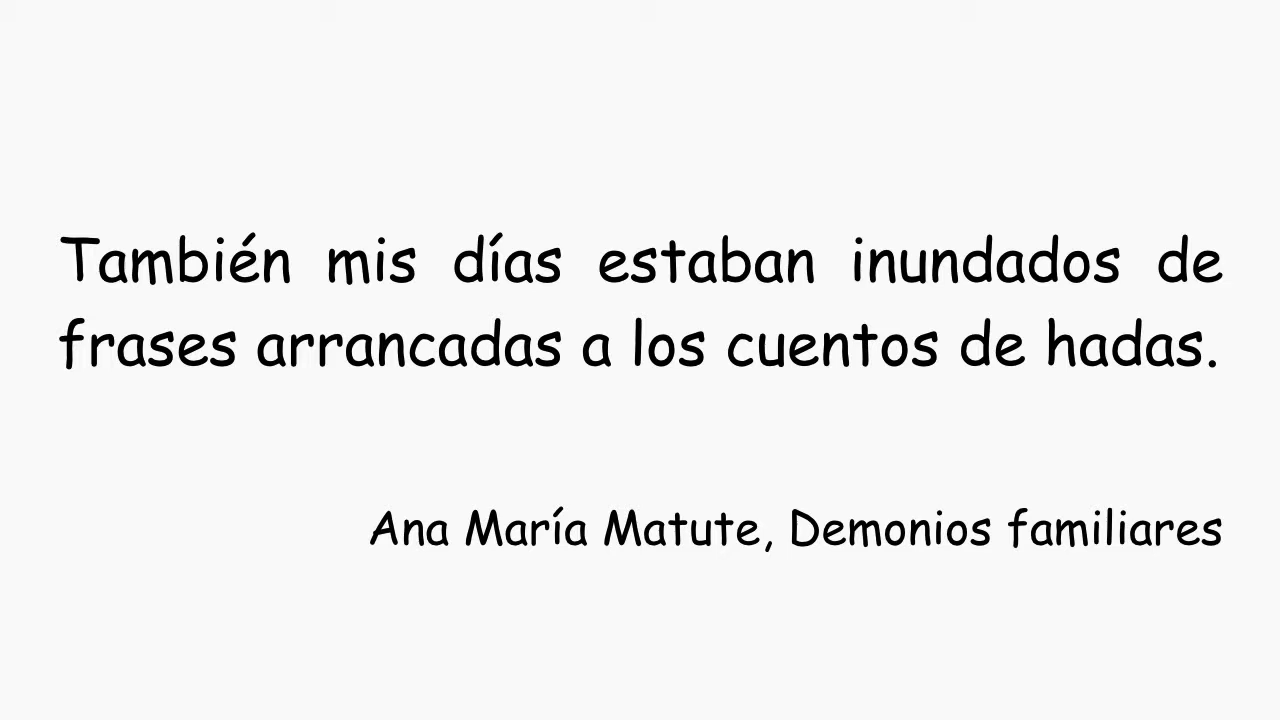 También mis días estaban inundados de
frases arrancadas a los cuentos de hadas.
Ana María Matute, Demonios familiares